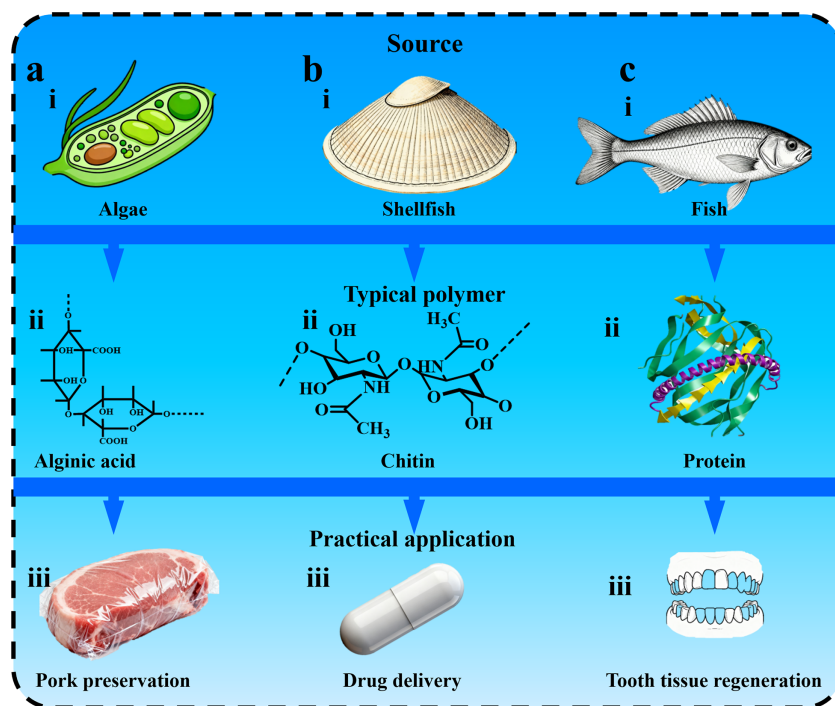 Source
a
b
c
i
i
i
Algae
Shellfish
Fish
Typical polymer
ii
ii
ii
O
OH
COOH
O
OH
O
O
OH
OH
O
COOH
O
OH
O
HO
O
NH
O
CH₃
O
H₃C
O
HN
O
O
O
OH
Alginic acid
Chitin
Protein
Practical application
iii
iii
iii
Pork preservation
Drug delivery
Tooth tissue regeneration